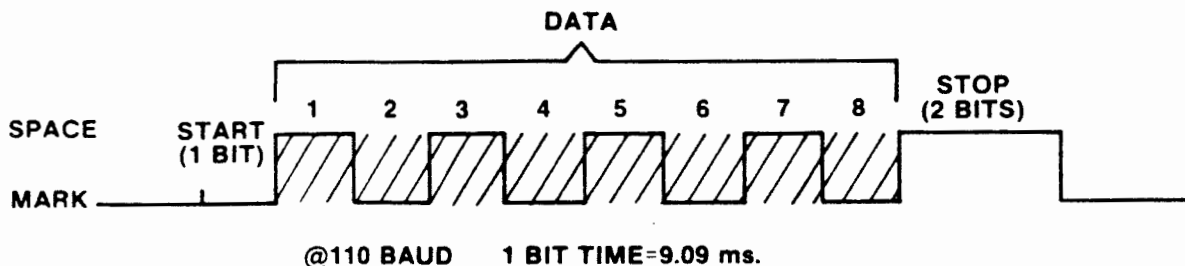 DATA
1 2 3 4 5 6 7 8
STOP
(2 BITS)
SPACE
START
(1 BIT)
MARK
@110 BAUD 1 BIT TIME=9.09 ms.